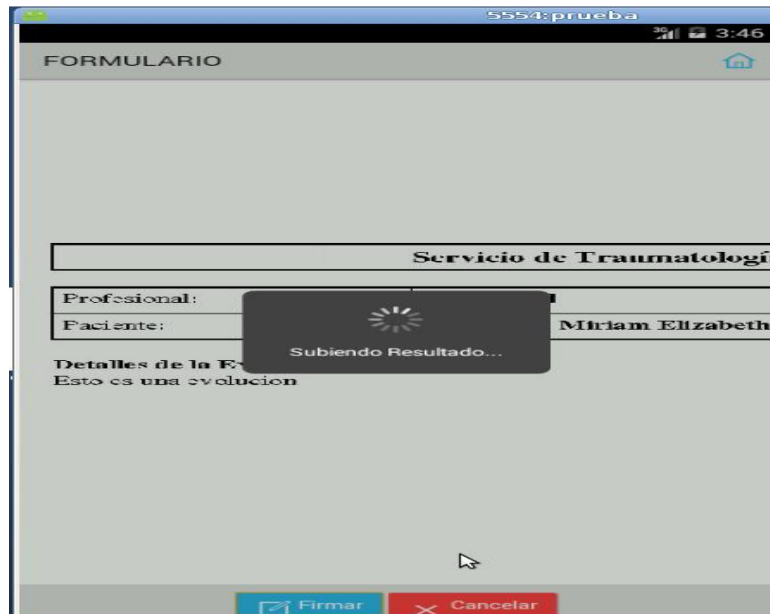 5554:prueba
3G 3:46
FORMULARIO
Servicio de Traumatologí
Profesional:
Paciente: Miriam Elizabeth
Subiendo Resultado...
Detalles de la Ev
Esto es una evolucion
Firmar Cancelar